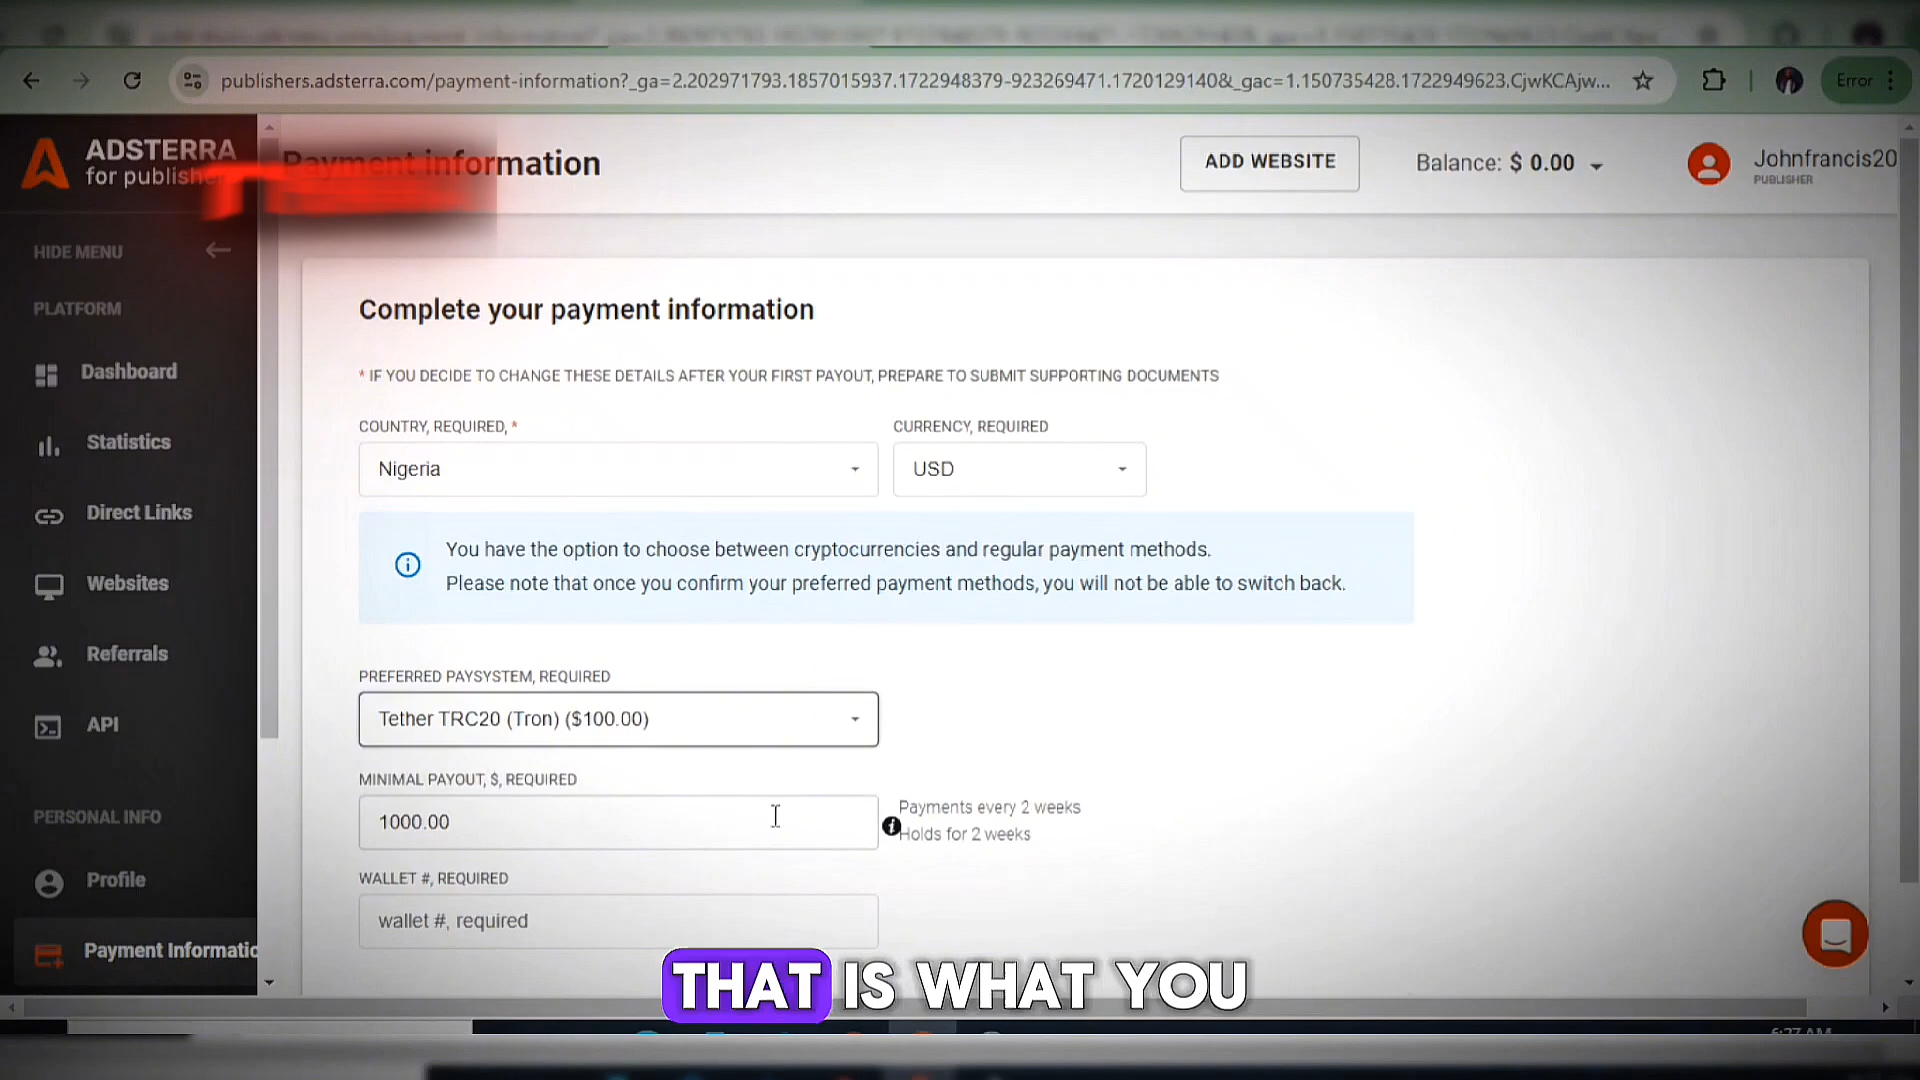 publishers.adsterra.com/payment-information?_ga=2.202971793.1857015937.1722948379-923269471.1720129140&_gac=1.150735428.1722949623.CjwKCAjw...
Error
ADSTERRA
for publishe
Payment information
ADD WEBSITE
Balance: $ 0.00
Johnfrancis20
PUBLISHER
HIDE MENU
PLATFORM
Dashboard
Statistics
Direct Links
Websites
Referrals
API
PERSONAL INFO
Profile
Payment Informatio
Complete your payment information
* IF YOU DECIDE TO CHANGE THESE DETAILS AFTER YOUR FIRST PAYOUT, PREPARE TO SUBMIT SUPPORTING DOCUMENTS
COUNTRY, REQUIRED, *
CURRENCY, REQUIRED
Nigeria
USD
You have the option to choose between cryptocurrencies and regular payment methods.
Please note that once you confirm your preferred payment methods, you will not be able to switch back.
PREFERRED PAYSYSTEM, REQUIRED
Tether TRC20 (Tron) ($100.00)
MINIMAL PAYOUT, $, REQUIRED
1000.00
Payments every 2 weeks
Holds for 2 weeks
WALLET #, REQUIRED
wallet #, required
THAT IS WHAT YOU